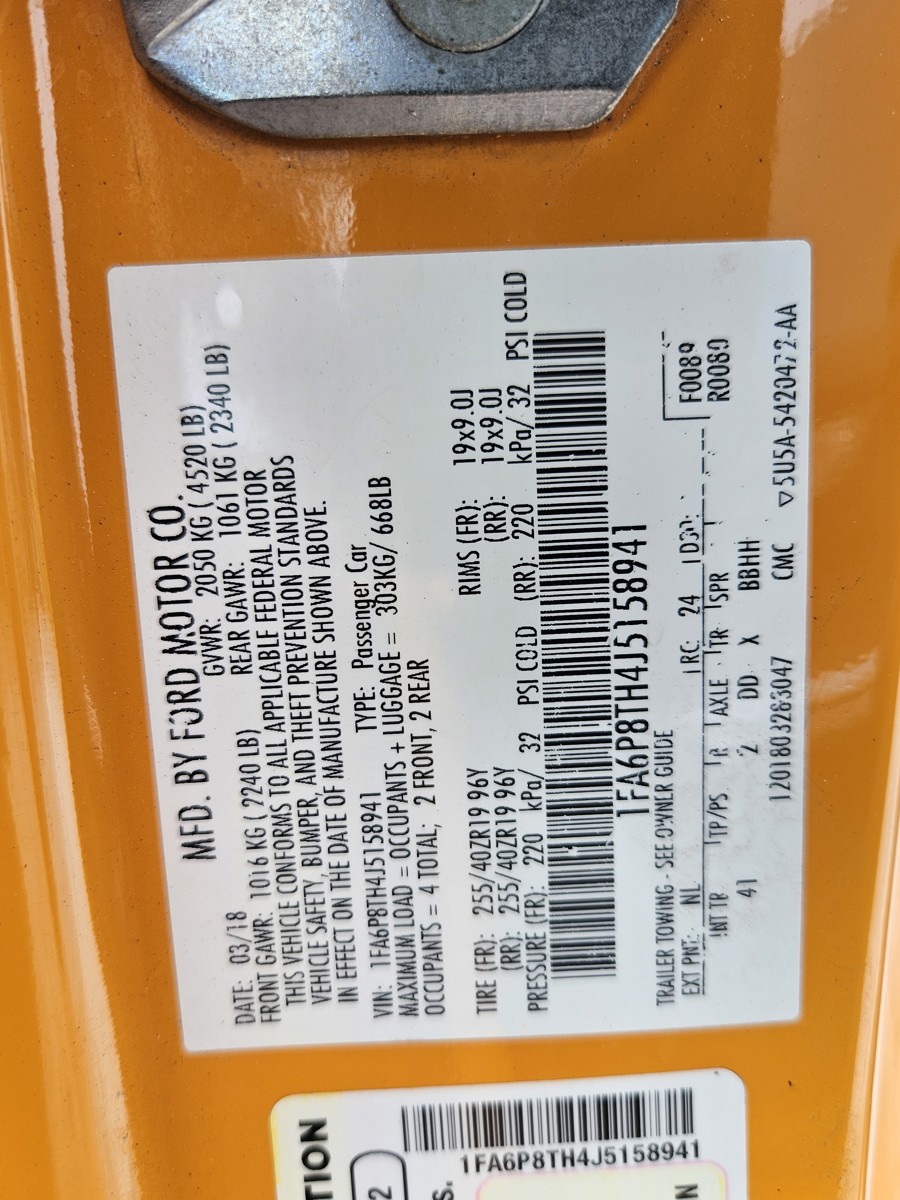 MFD. BY FORD MOTOR CO.
DATE: 03/18 GVWR: 2050 KG ( 4520 LB)
FRONT GAWR: 1016 KG ( 2240 LB) REAR GAWR: 1061 KG ( 2340 LB)
THIS VEHICLE CONFORMS TO ALL APPLICABLE FEDERAL MOTOR
VEHICLE SAFETY, BUMPER, AND THEFT PREVENTION STANDARDS
IN EFFECT ON THE DATE OF MANUFACTURE SHOWN ABOVE.
VIN: 1FA6P8TH4J5158941 TYPE: Passenger Car
MAXIMUM LOAD = OCCUPANTS + LUGGAGE = 303KG/ 668LB
OCCUPANTS = 4 TOTAL; 2 FRONT, 2 REAR
TIRE (FR): 255/40ZR19 96Y RIMS (FR): 19x9.0J
(RR): 255/40ZR19 96Y (RR): 19x9.0J
PRESSURE (FR): 220 kPa/ 32 PSI COLD (RR): 220 kPa/ 32 PSI COLD
1FA6P8TH4J5158941
TRAILER TOWING - SEE OWNER GUIDE
EXT PNT: NL RC: 24 DSO: F0089
INT TR TP/PS R AXLE TR SPR R0080
41 2 DD X BBHH
1201803263047 CMC ▽5U5A-5420472-AA
TION
2
S.
1FA6P8TH4J5158941
N